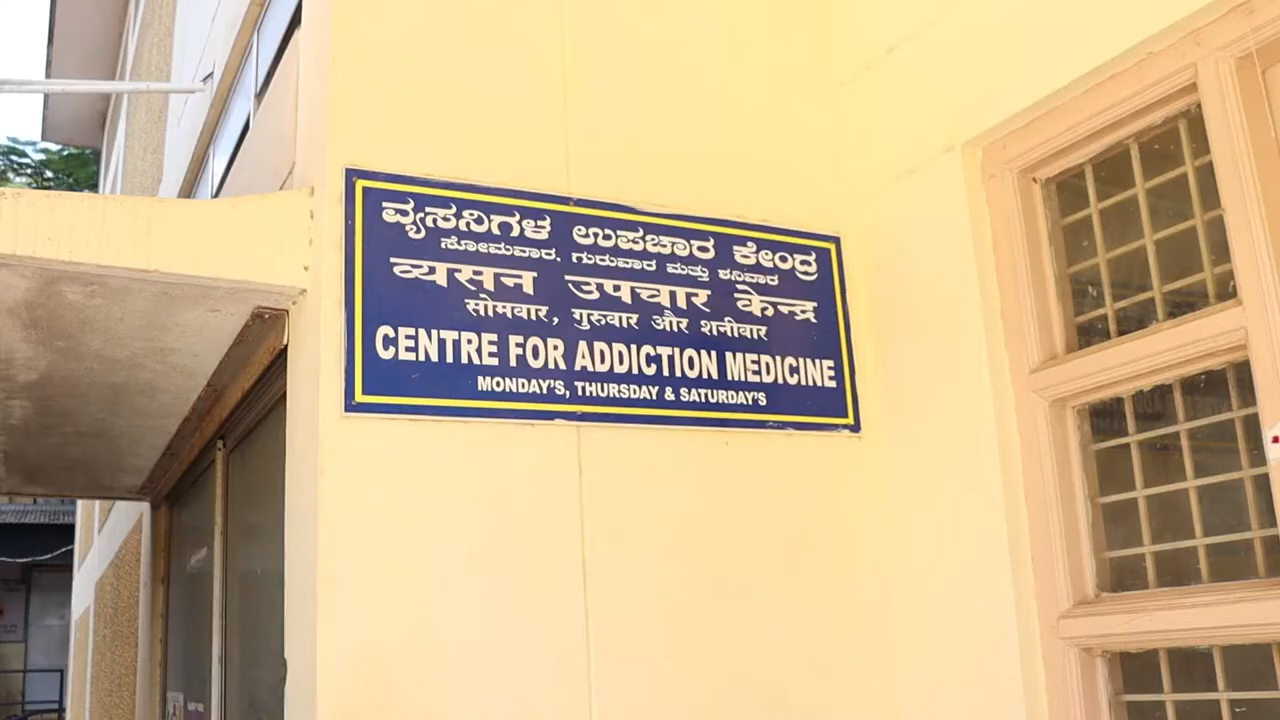 ವ್ಯಸನಿಗಳ ಉಪಚಾರ ಕೇಂದ್ರ
ಸೋಮವಾರ, ಗುರುವಾರ ಮತ್ತು ಶನಿವಾರ
व्यसन उपचार केन्द्र
सोमवार, गुरुवार और शनीवार
CENTRE FOR ADDICTION MEDICINE
MONDAY'S, THURSDAY & SATURDAY'S